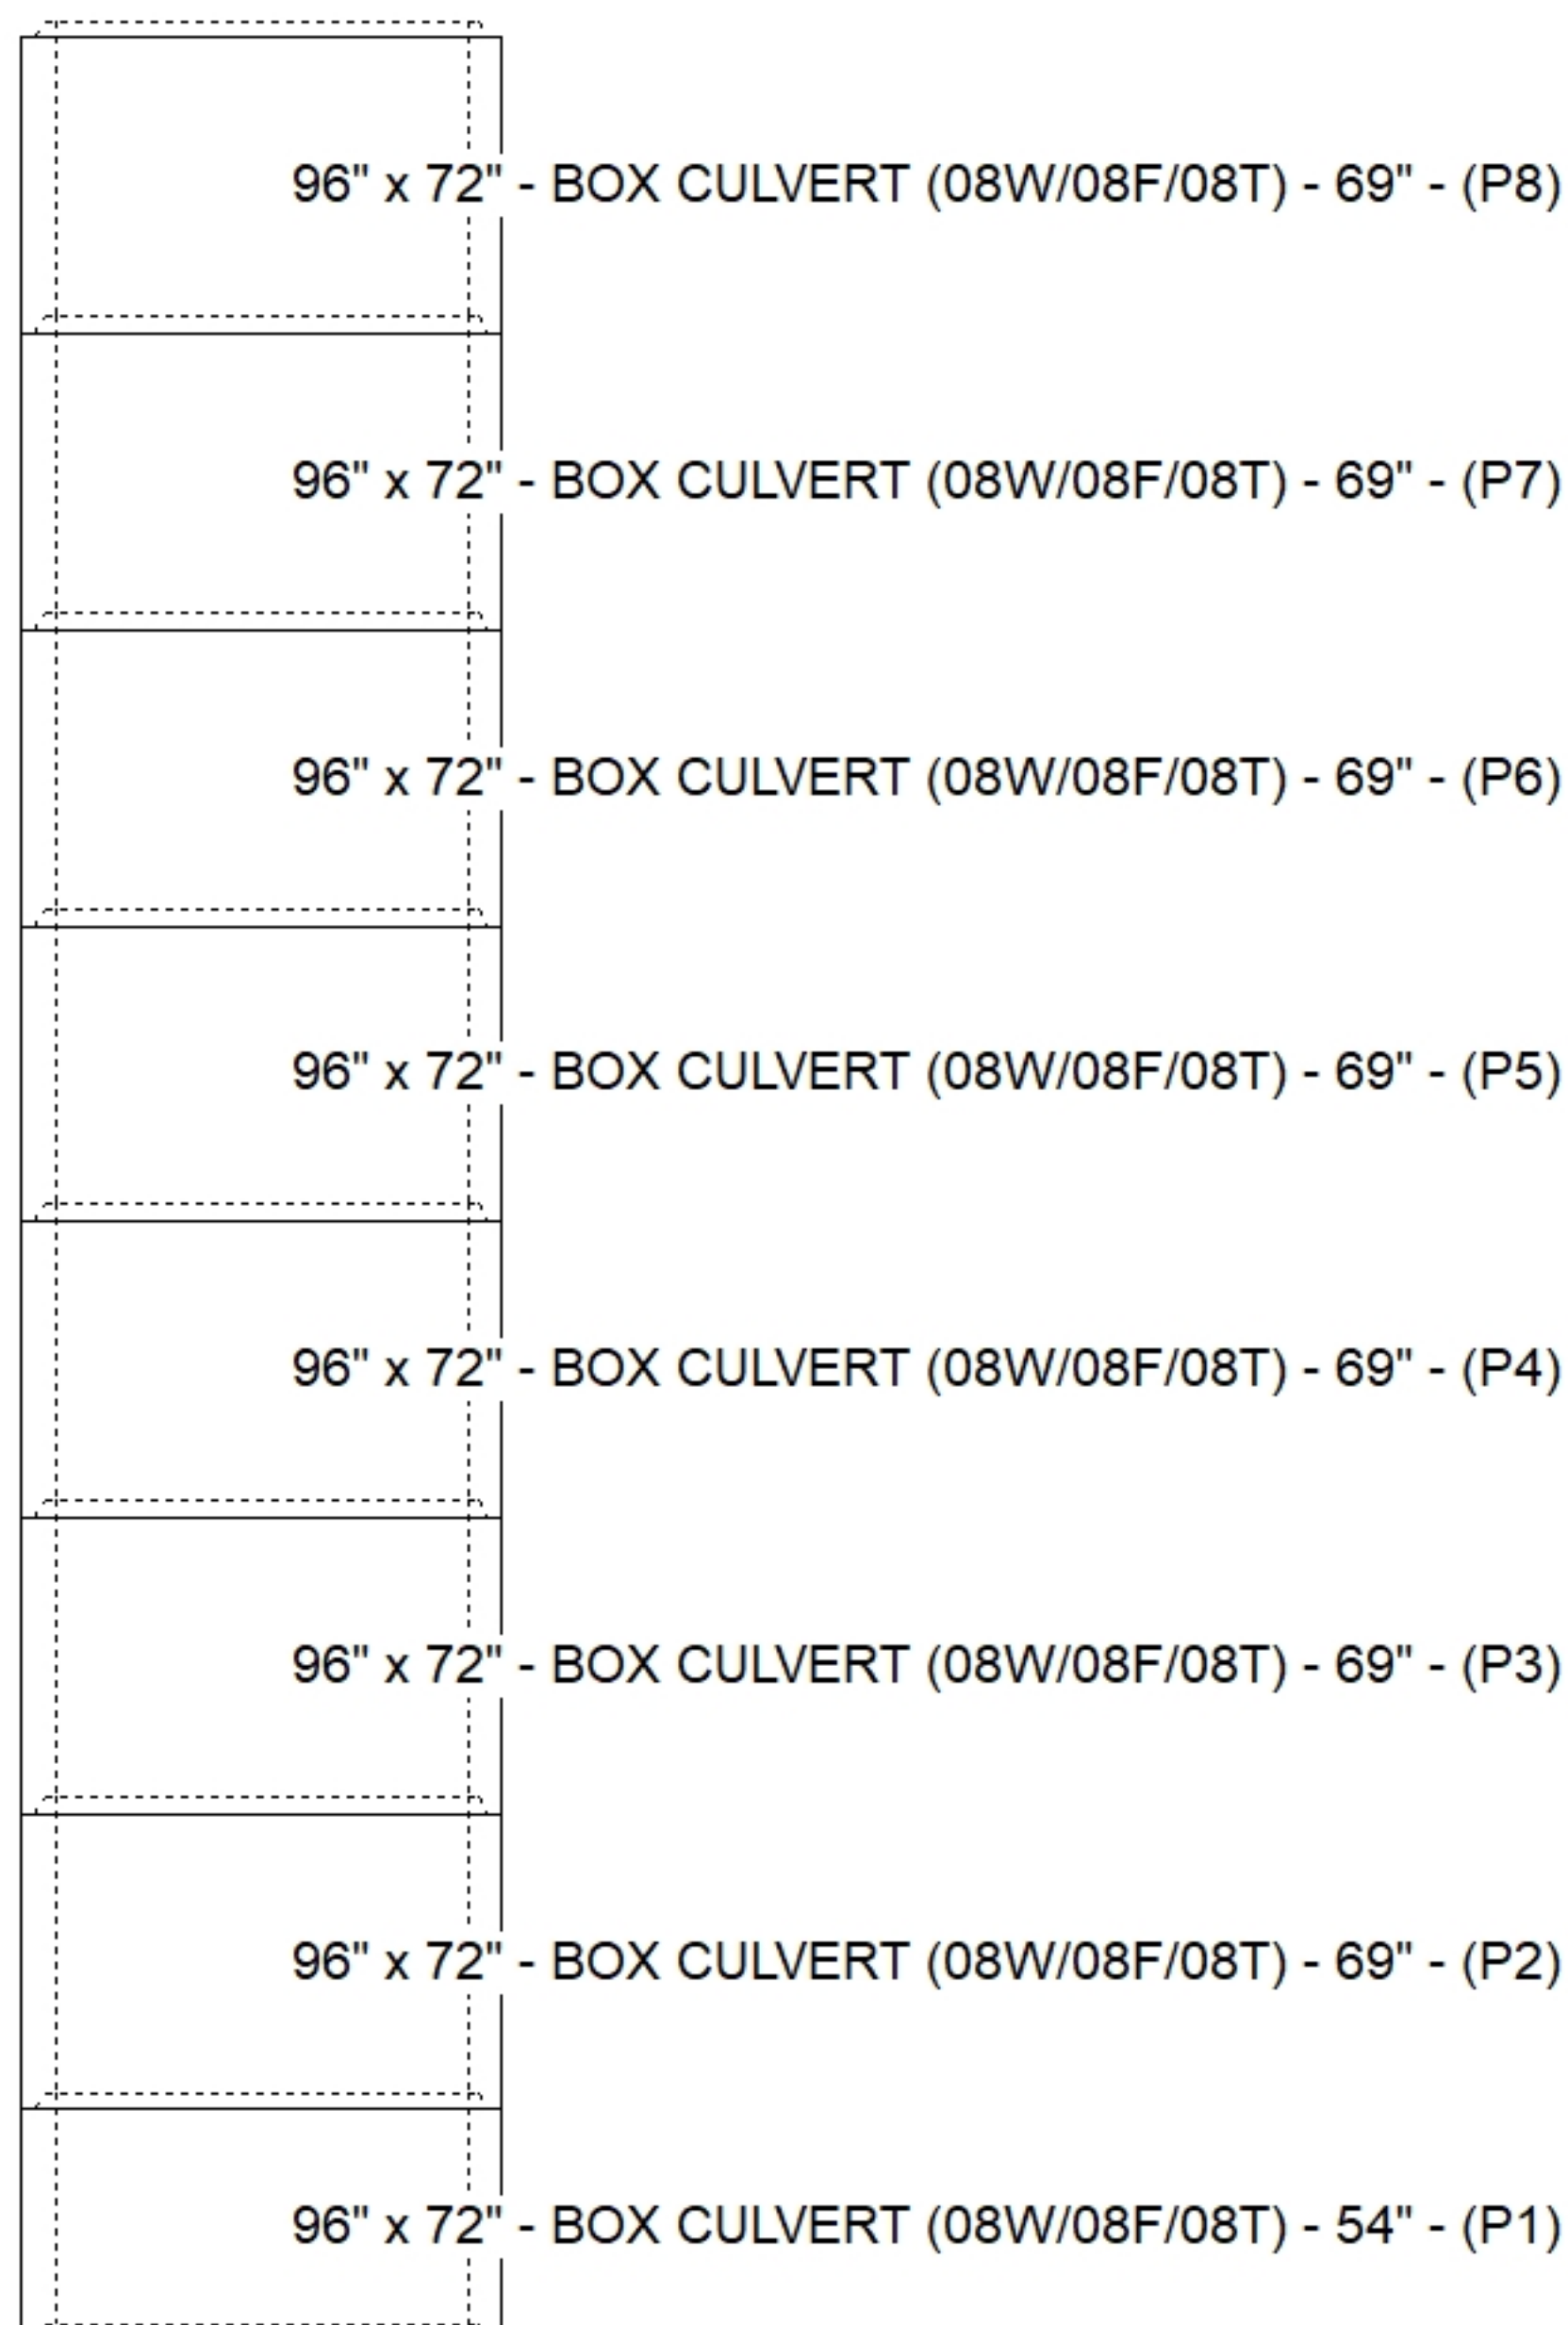 96" x 72" - BOX CULVERT (08W/08F/08T) - 69" - (P8)
96" x 72" - BOX CULVERT (08W/08F/08T) - 69" - (P7)
96" x 72" - BOX CULVERT (08W/08F/08T) - 69" - (P6)
96" x 72" - BOX CULVERT (08W/08F/08T) - 69" - (P5)
96" x 72" - BOX CULVERT (08W/08F/08T) - 69" - (P4)
96" x 72" - BOX CULVERT (08W/08F/08T) - 69" - (P3)
96" x 72" - BOX CULVERT (08W/08F/08T) - 69" - (P2)
96" x 72" - BOX CULVERT (08W/08F/08T) - 54" - (P1)